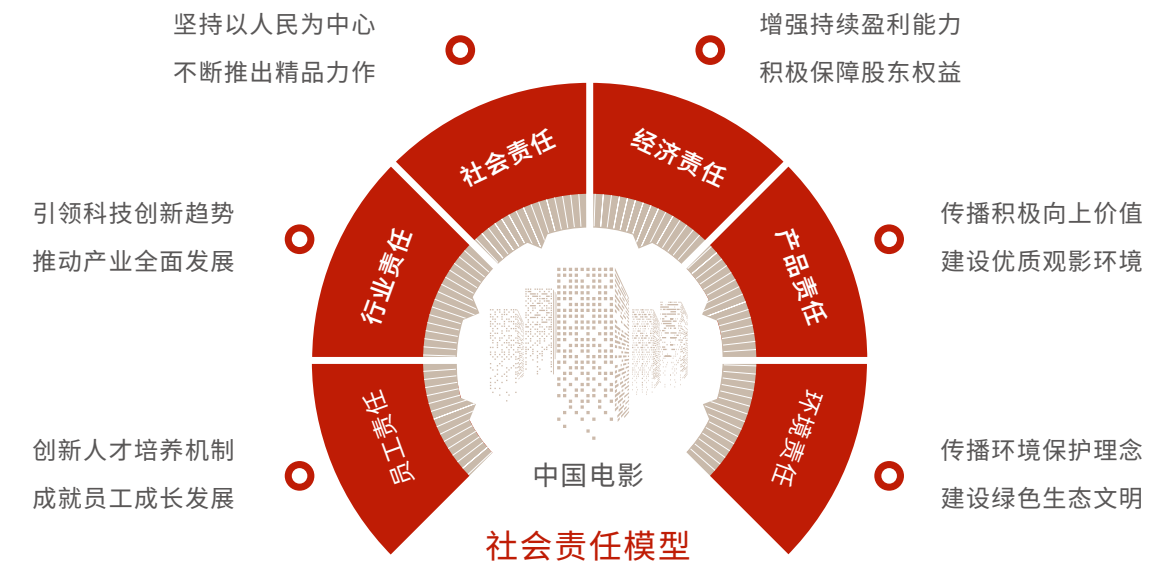 坚持以人民为中心
不断推出精品力作
增强持续盈利能力
积极保障股东权益
社会责任
经济责任
引领科技创新趋势
推动产业全面发展
行业责任
产品责任
传播积极向上价值
建设优质观影环境
创新人才培养机制
成就员工成长发展
员工责任
环境责任
传播环境保护理念
建设绿色生态文明
中国电影
社会责任模型